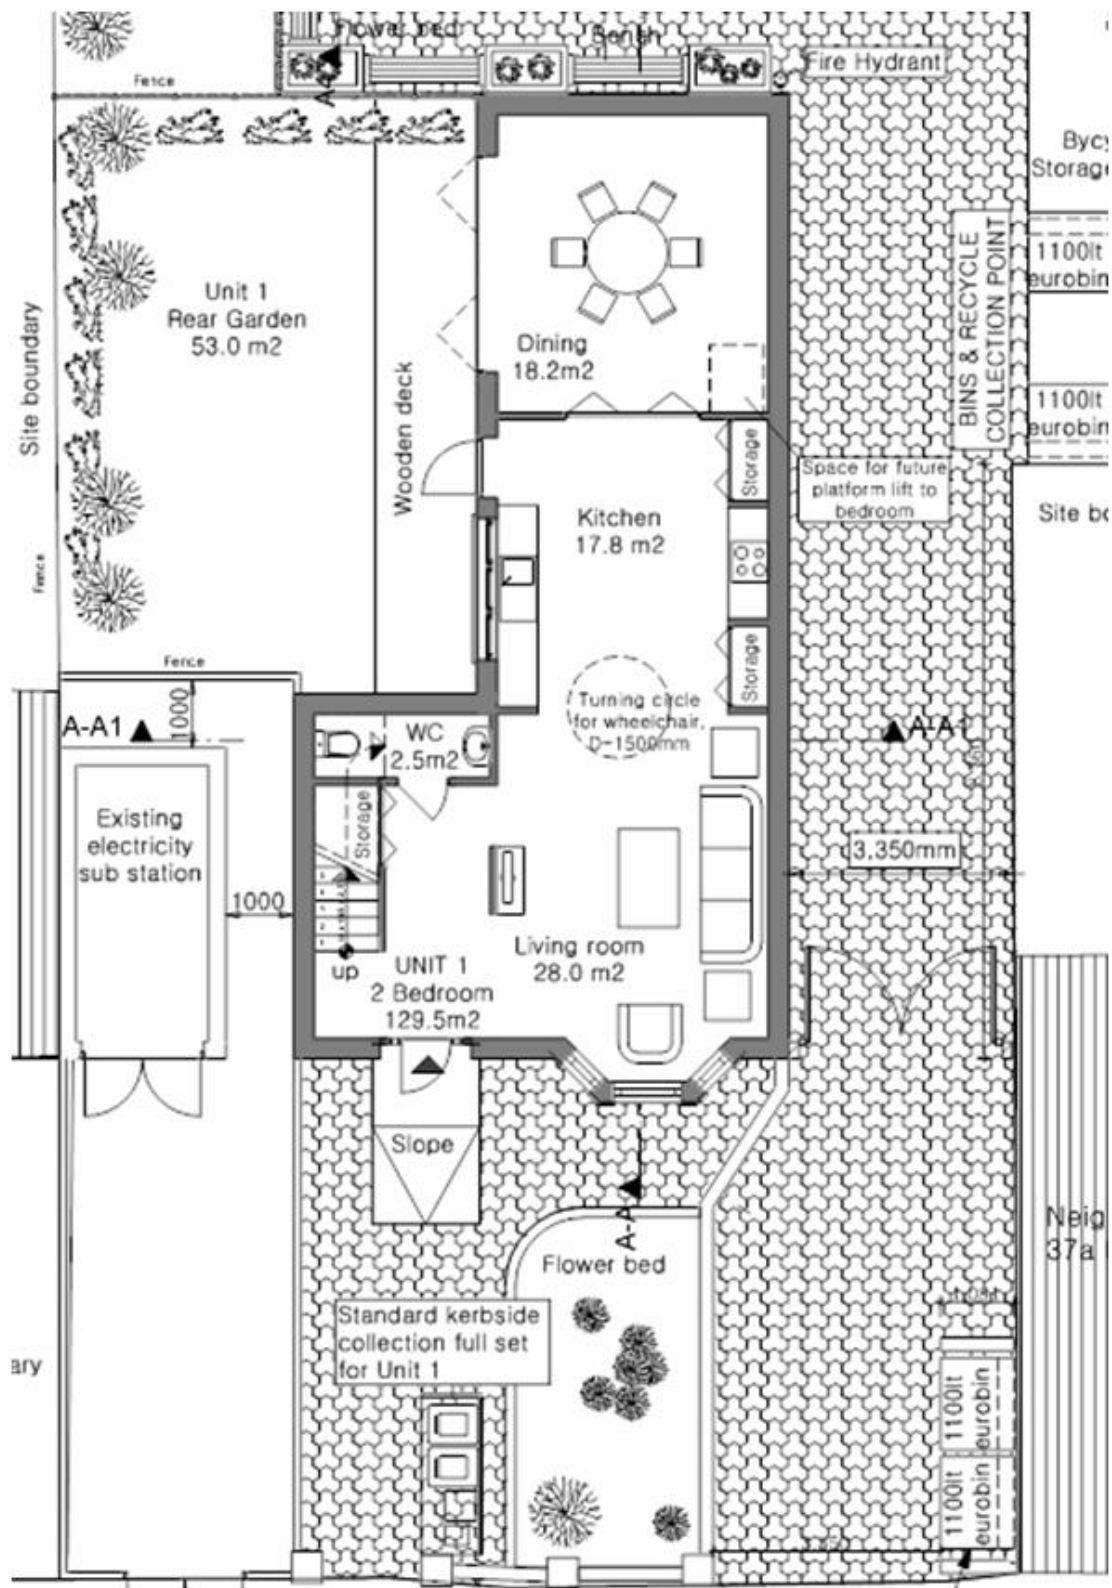 Flower bed
Bench
Fire Hydrant
Fence
A-A
Bycy
Storag
BINS & RECYCLE
COLLECTION POINT
1100lt
eurobin
1100lt
eurobin
Site boundary
Unit 1
Rear Garden
53.0 m2
Wooden deck
Dining
18.2m2
Storage
Space for future
platform lift to
bedroom
Site bo
Kitchen
17.8 m2
Fence
Fence
Storage
Turning circle
for wheelchair.
D-1500mm
1000
A-A1
A-A1
WC
2.5m2
Storage
Existing
electricity
sub station
1000
3,350mm
Living room
28.0 m2
up
UNIT 1
2 Bedroom
129.5m2
Slope
A-A
Neig
37a
Flower bed
Standard kerbside
collection full set
for Unit 1
ary
1100lt
eurobin
1100lt
eurobin